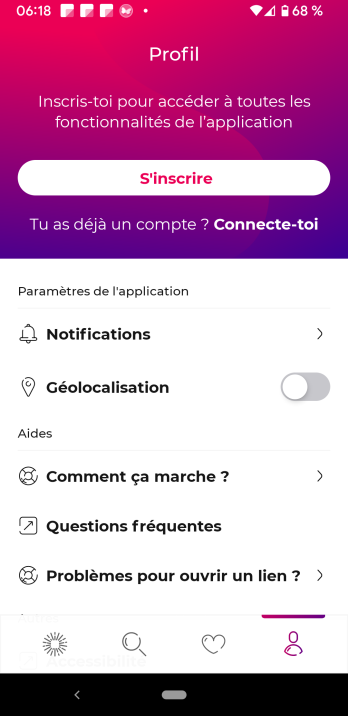 06:18 68 %
Profil
Inscris-toi pour accéder à toutes les
fonctionnalités de l'application
S'inscrire
Tu as déjà un compte ? Connecte-toi
Paramètres de l'application
Notifications
Géolocalisation
Aides
Comment ça marche ?
Questions fréquentes
Problèmes pour ouvrir un lien ?
Accessibilité